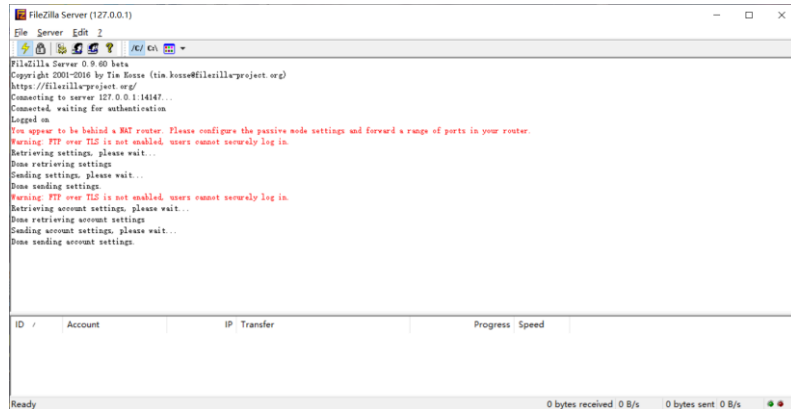 FileZilla Server (127.0.0.1)
File Server Edit ?
/C/ C:\
FileZilla Server 0.9.60 beta
Copyright 2001-2016 by Tim Kosse (tim.kosse@filezilla-project.org)
https://filezilla-project.org/
Connecting to server 127.0.0.1:14147...
Connected, waiting for authentication
Logged on
You appear to be behind a NAT router. Please configure the passive mode settings and forward a range of ports in your router.
Warning: FTP over TLS is not enabled, users cannot securely log in.
Retrieving settings, please wait...
Done retrieving settings
Sending settings, please wait...
Done sending settings.
Warning: FTP over TLS is not enabled, users cannot securely log in.
Retrieving account settings, please wait...
Done retrieving account settings
Sending account settings, please wait...
Done sending account settings.
ID / Account IP Transfer Progress Speed
Ready 0 bytes received 0 B/s 0 bytes sent 0 B/s